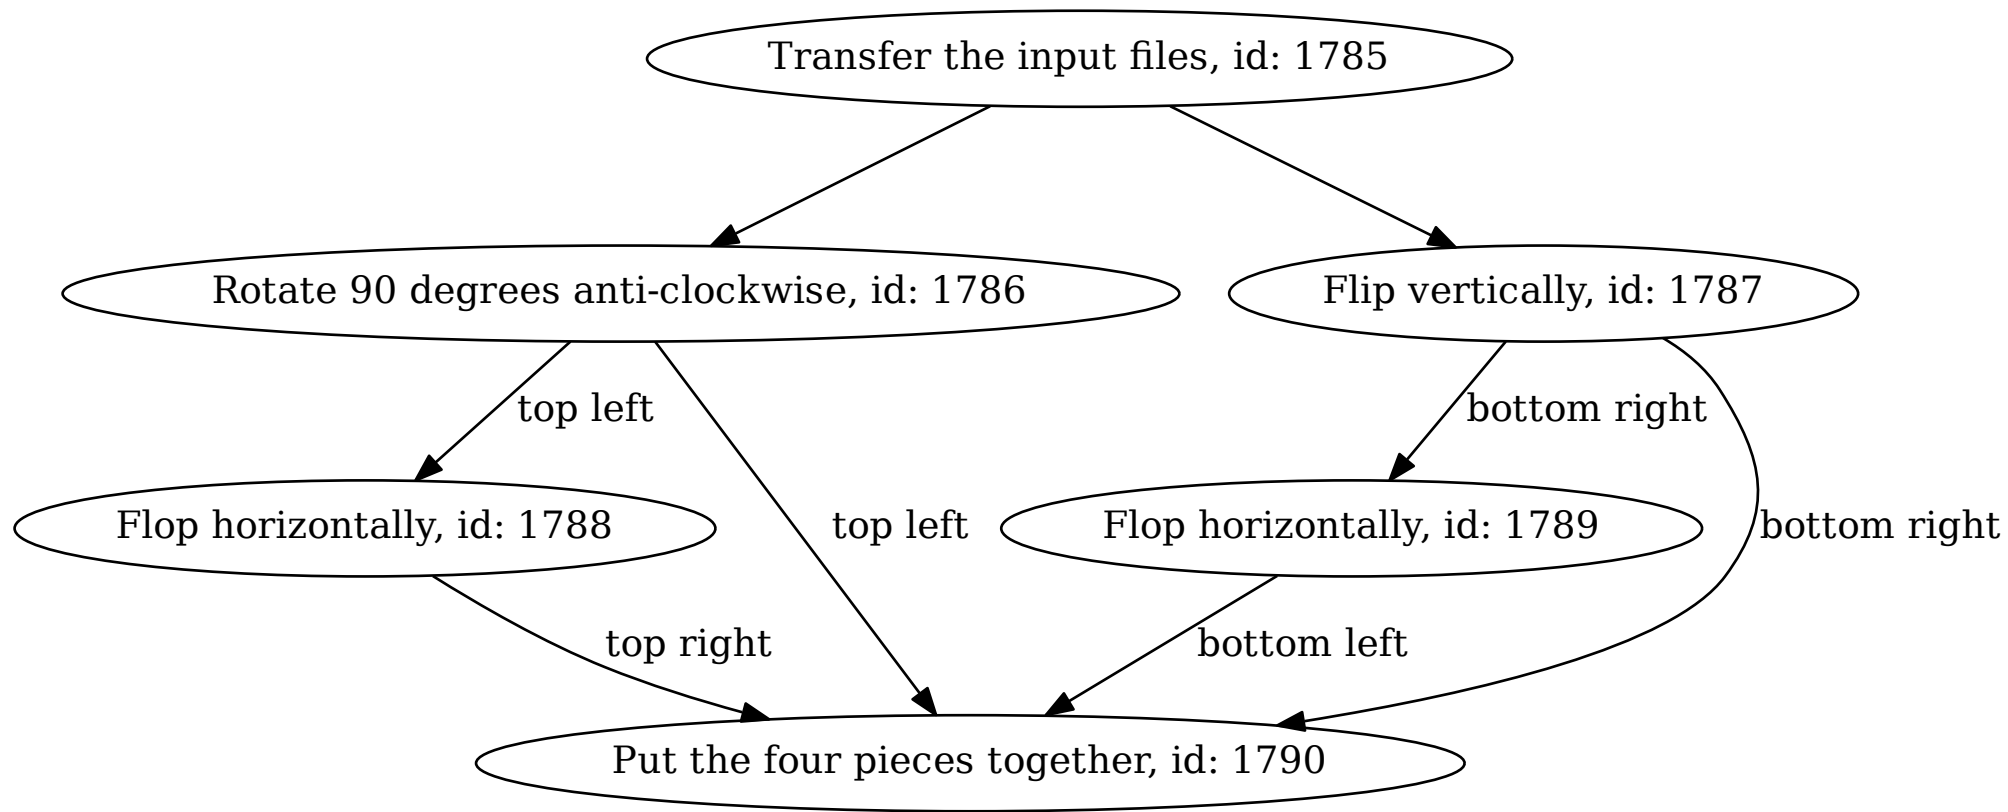 Transfer the input files, id: 1785
Rotate 90 degrees anti-clockwise, id: 1786
Flip vertically, id: 1787
top left
bottom right
Flop horizontally, id: 1788
top left
Flop horizontally, id: 1789
bottom right
top right
bottom left
Put the four pieces together, id: 1790